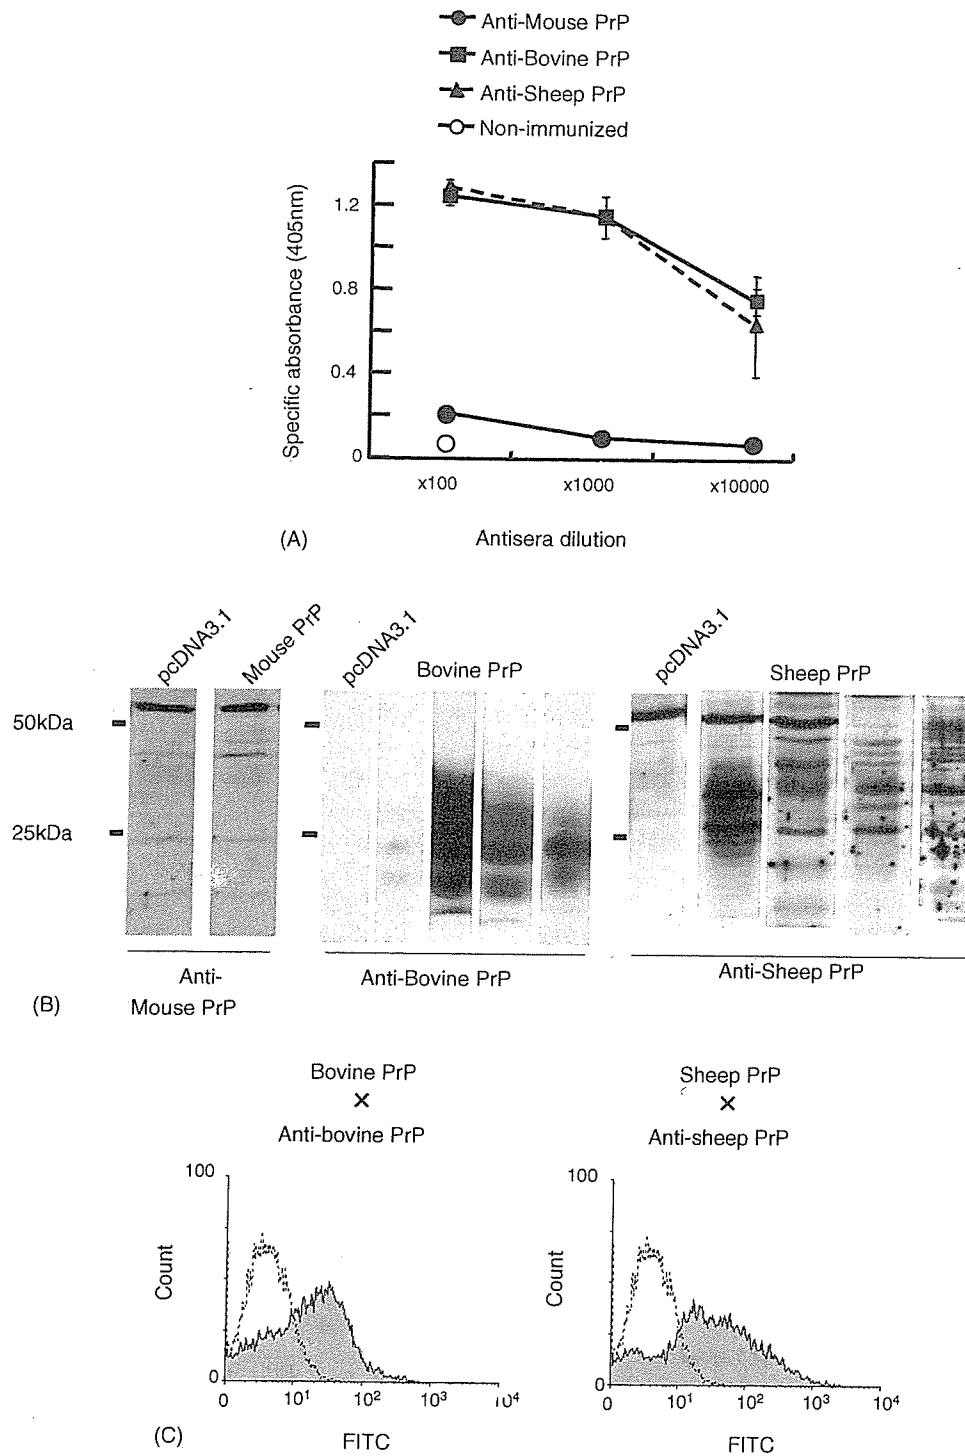 Anti-Mouse PrP
Anti-Bovine PrP
Anti-Sheep PrP
Non-immunized
Specific absorbance (405nm)
1.2
0.8
0.4
0
x100
x1000
x10000
(A)
Antisera dilution
pcDNA3.1
Mouse PrP
pcDNA3.1
Bovine PrP
pcDNA3.1
Sheep PrP
50kDa
25kDa
Anti-
Mouse PrP
Anti-Bovine PrP
Anti-Sheep PrP
(B)
Bovine PrP
×
Anti-bovine PrP
Sheep PrP
×
Anti-sheep PrP
100
Count
0
0 10¹ 10² 10³ 10⁴
FITC
100
Count
0
0 10¹ 10² 10³ 10⁴
FITC
(C)